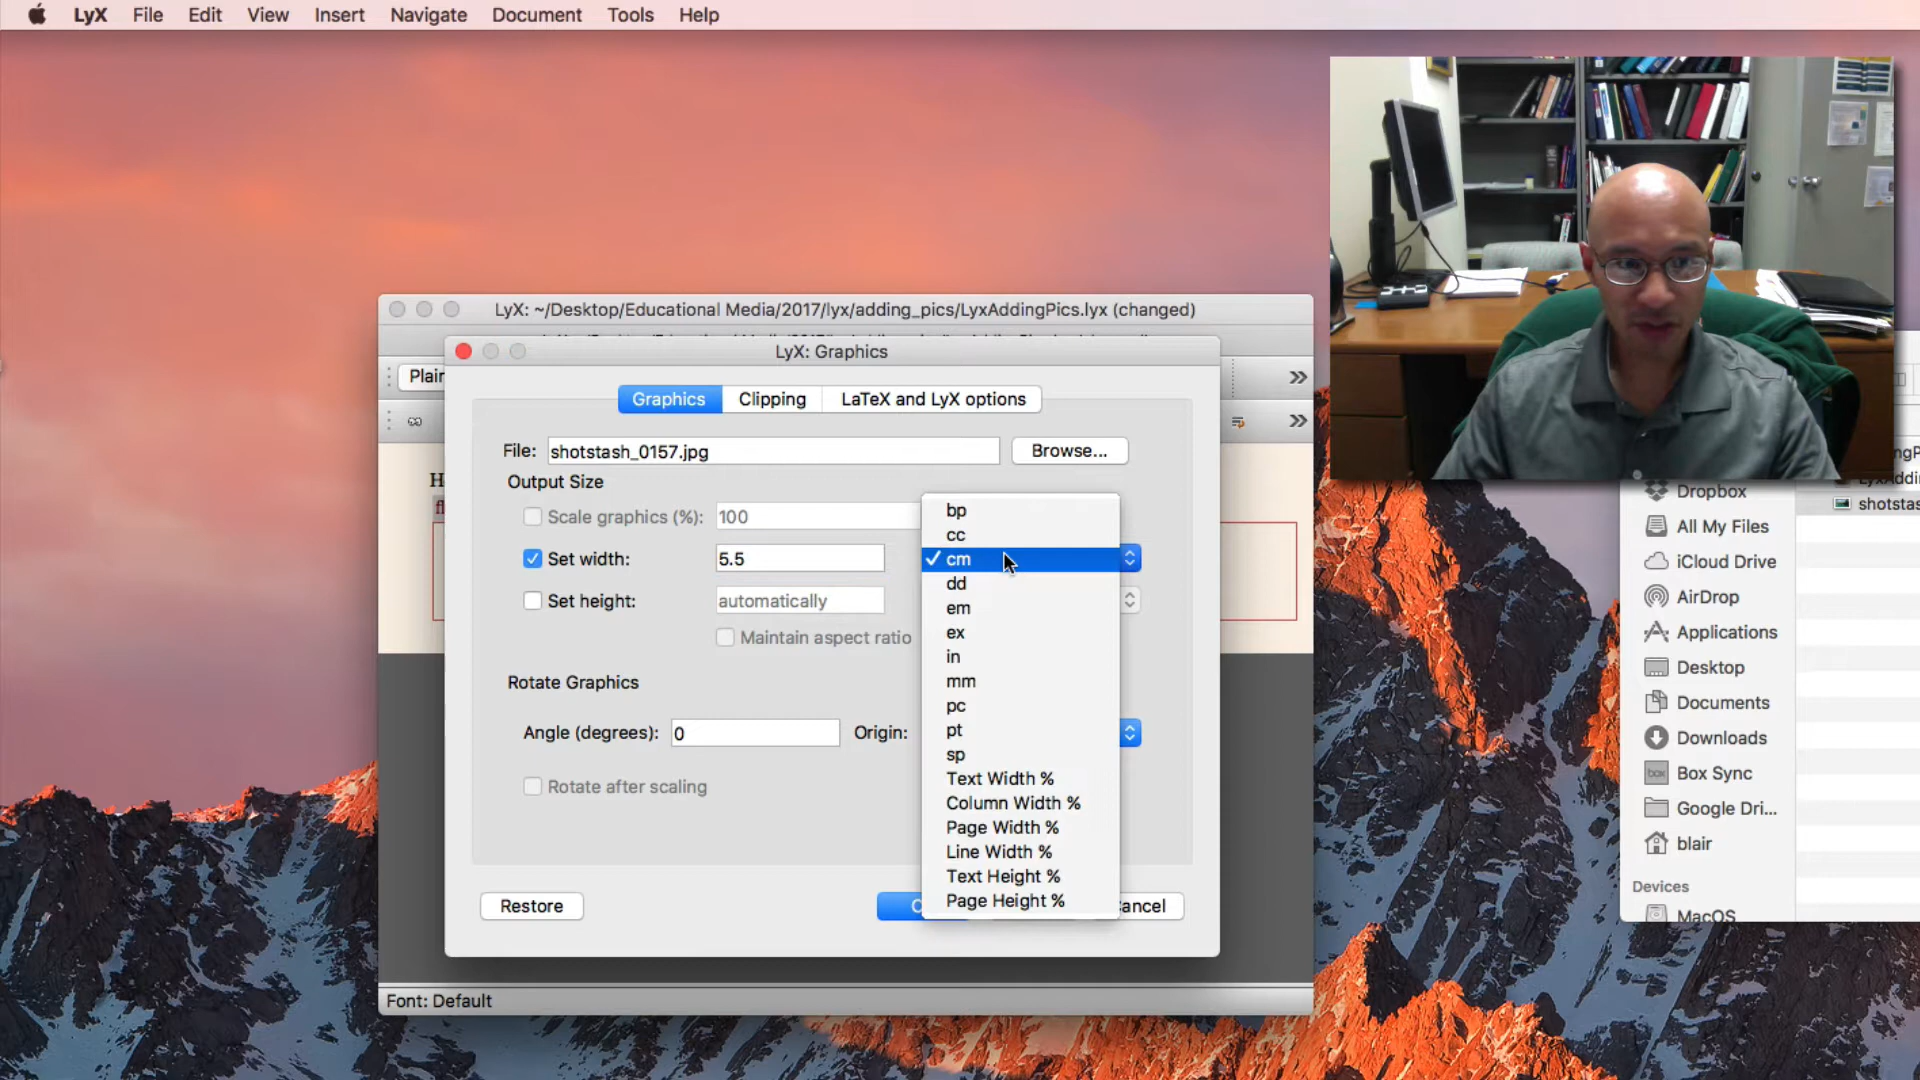 LyX File Edit View Insert Navigate Document Tools Help
LyX: ~/Desktop/Educational Media/2017/lyx/adding_pics/LyxAddingPics.lyx (changed)
LyX: Graphics
Plain
Graphics Clipping LaTeX and LyX options
File: shotstash_0157.jpg Browse...
Output Size
Scale graphics (%): 100
Set width: 5.5
Set height: automatically
Maintain aspect ratio
Rotate Graphics
Angle (degrees): 0 Origin:
Rotate after scaling
bp
cc
cm
dd
em
ex
in
mm
pc
pt
sp
Text Width %
Column Width %
Page Width %
Line Width %
Text Height %
Page Height %
Restore
ancel
Font: Default
Dropbox
All My Files
iCloud Drive
AirDrop
Applications
Desktop
Documents
Downloads
Box Sync
Google Dri...
blair
Devices
MacOS
LyxAddin
shotstas